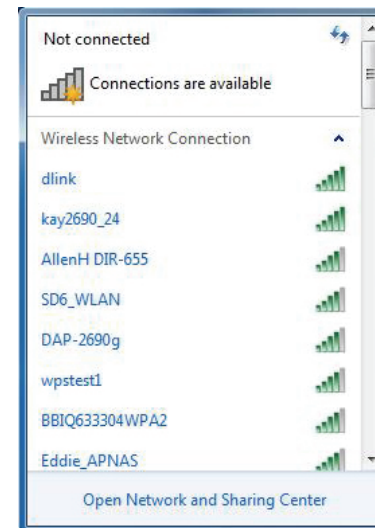 Not connected
Connections are available
Wireless Network Connection
dlink
kay2690_24
AllenH DIR-655
SD6_WLAN
DAP-2690g
wpstest1
BBIQ633304WPA2
Eddie_APNAS
Open Network and Sharing Center